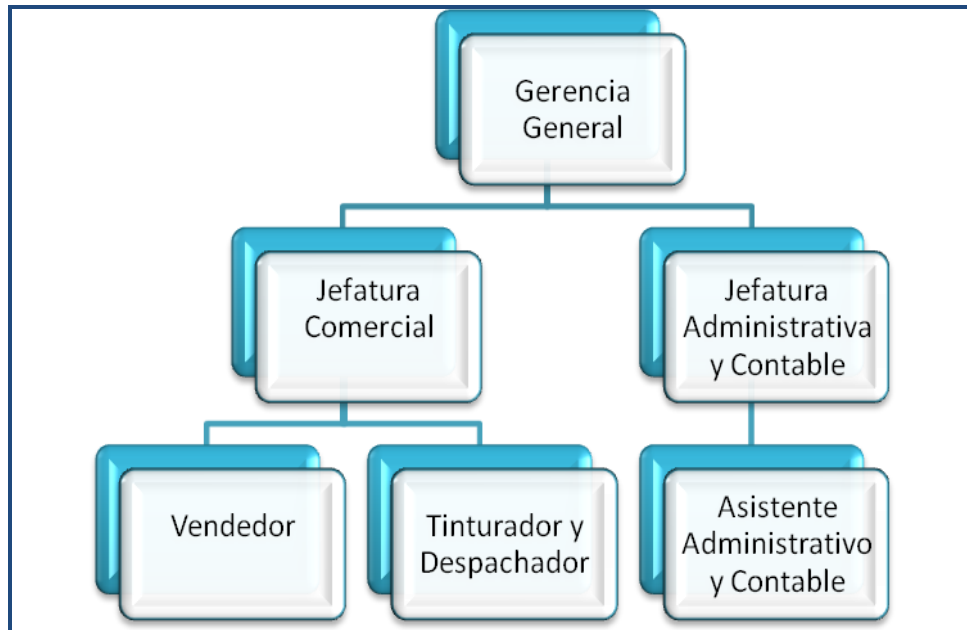 Gerencia
General
Jefatura
Comercial
Jefatura
Administrativa
y Contable
Vendedor
Tinturador y
Despachador
Asistente
Administrativo
y Contable